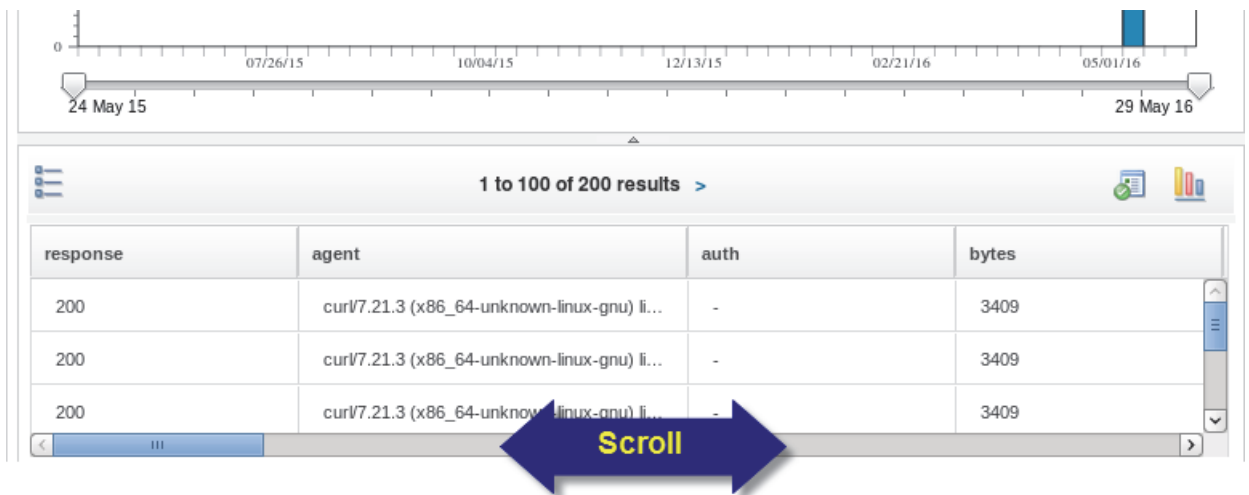 0
07/26/15 10/04/15 12/13/15 02/21/16 05/01/16
24 May 15 29 May 16
1 to 100 of 200 results >
response agent auth bytes
200 curl/7.21.3 (x86_64-unknown-linux-gnu) li... - 3409
200 curl/7.21.3 (x86_64-unknown-linux-gnu) li... - 3409
200 curl/7.21.3 (x86_64-unknown-linux-gnu) li... - 3409
Scroll